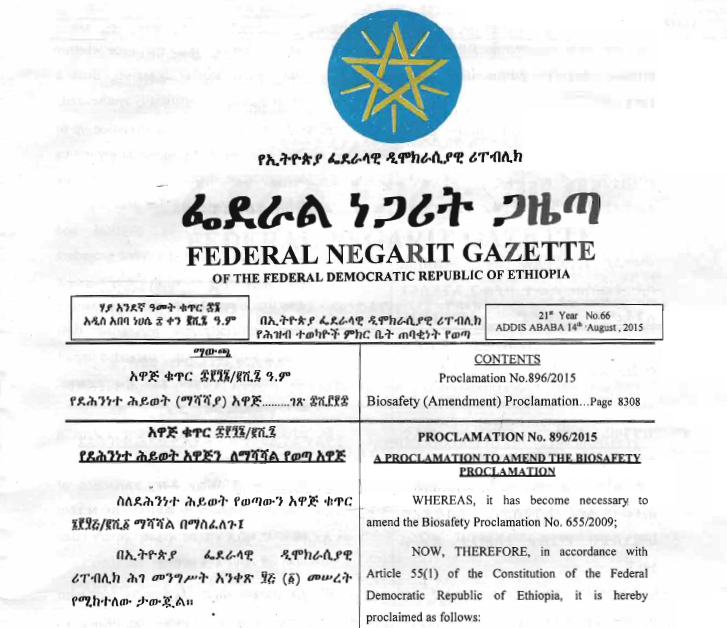 የኢትዮጵያ ፌደራላዊ ዲሞክራሲያዊ ሪፐብሊክ
ፌደራል ነጋሪት ጋዜጣ
FEDERAL NEGARIT GAZETTE
OF THE FEDERAL DEMOCRATIC REPUBLIC OF ETHIOPIA
ሃያ አንደኛ ዓመት ቁጥር ፷፮
አዲስ አበባ ነሀሴ ፰ ቀን ፪ሺ፯ ዓ.ም
በኢትዮጵያ ፌደራላዊ ዲሞክራሲያዊ ሪፐብሊክ
የሕዝብ ተወካዮች ምክር ቤት ጠባቂነት የወጣ
21st Year No.66
ADDIS ABABA 14th August, 2015
ማውጫ
አዋጅ ቁጥር ፰፻፺፮/፪ሺ፯ ዓ.ም
የደሕንነተ ሕይወት (ማሻሻያ) አዋጅ.........ገጽ ፰ሺ፫፻፰
CONTENTS
Proclamation No.896/2015
Biosafety (Amendment) Proclamation...Page 8308
አዋጅ ቁጥር ፰፻፺፮/፪ሺ፯
የደሕንነተ ሕይወት አዋጅን ለማሻሻል የወጣ አዋጅ
ስለደሕንነተ ሕይወት የወጣውን አዋጅ ቁጥር
፮፻፶፭/፪ሺ፩ ማሻሻል በማስፈለጉ፤
በኢትዮጵያ ፌደራላዊ ዲሞክራሲያዊ
ሪፐብሊክ ሕገ መንግሥት አንቀጽ ፶፭ (፩) መሠረት
የሚከተለው ታውጇል።
PROCLAMATION No. 896/2015
A PROCLAMATION TO AMEND THE BIOSAFETY
PROCLAMATION
WHEREAS, it has become necessary to
amend the Biosafety Proclamation No. 655/2009;
NOW, THEREFORE, in accordance with
Article 55(1) of the Constitution of the Federal
Democratic Republic of Ethiopia, it is hereby
proclaimed as follows: